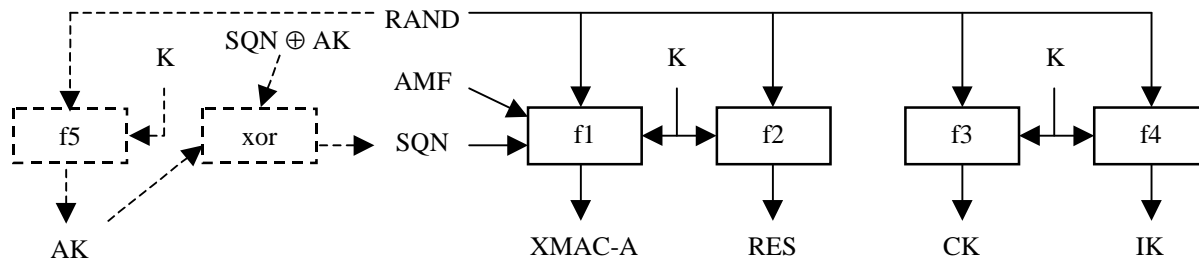 RAND
SQN ⊕ AK
K
K
K
AMF
f5
xor
SQN
f1
f2
f3
f4
AK
XMAC-A
RES
CK
IK